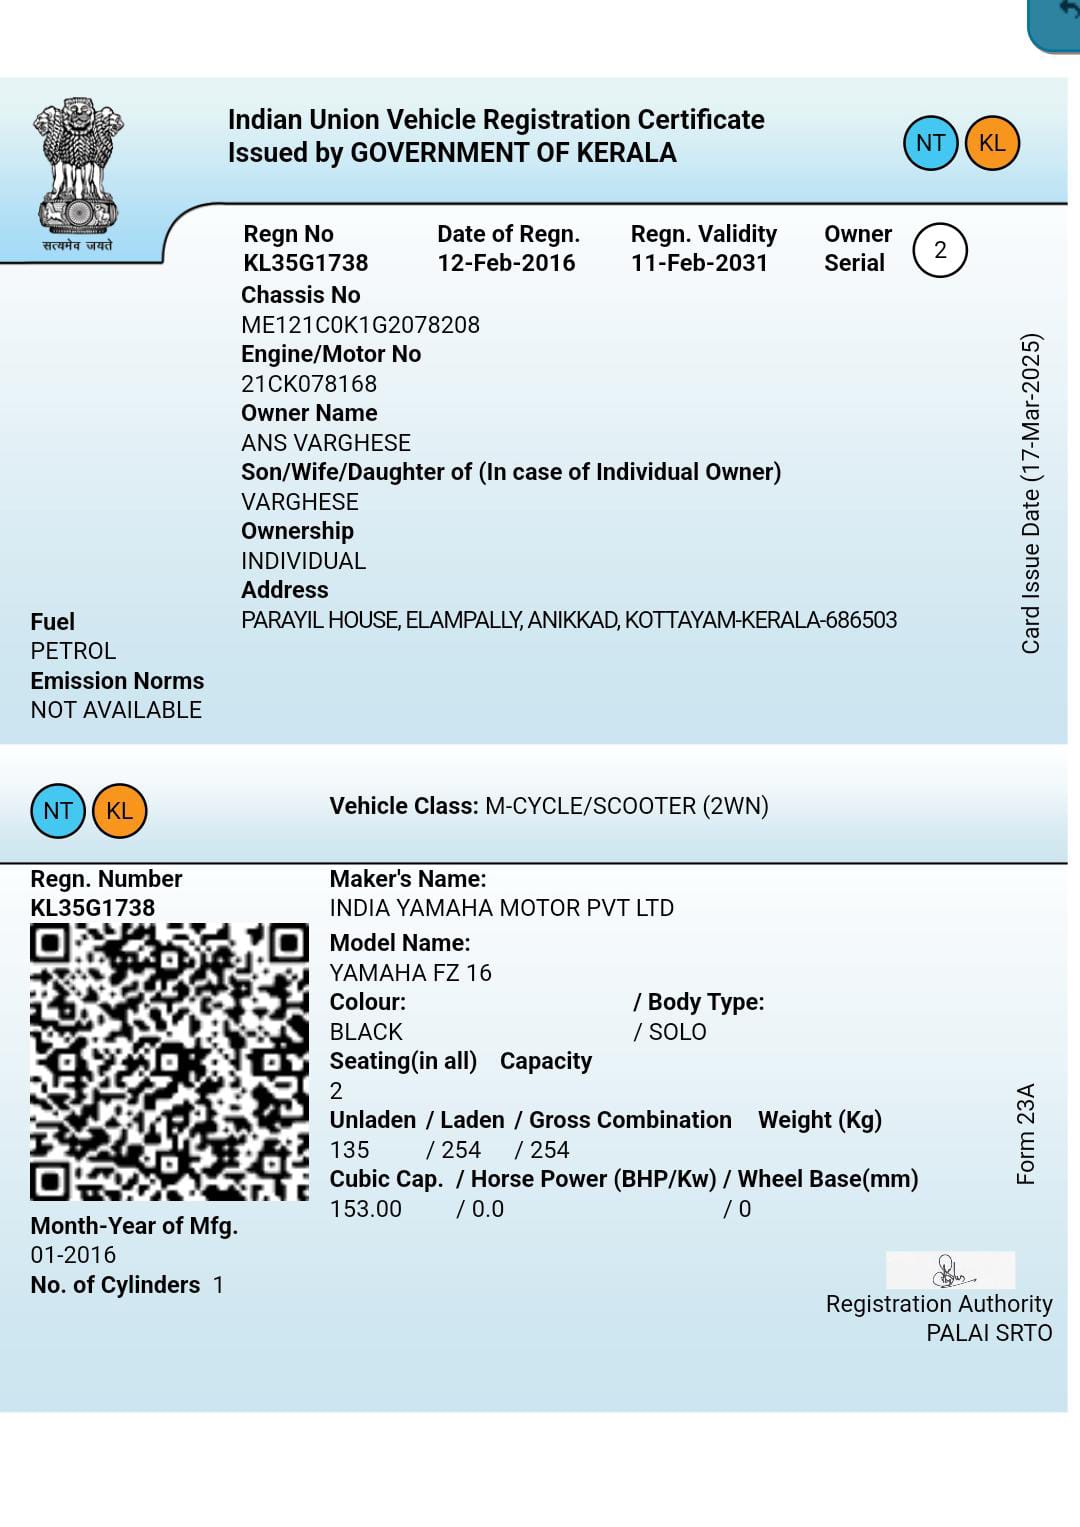 Indian Union Vehicle Registration Certificate
Issued by GOVERNMENT OF KERALA
NT KL
सत्यमेव जयते
Regn No Date of Regn. Regn. Validity Owner
KL35G1738 12-Feb-2016 11-Feb-2031 Serial 2
Chassis No
ME121C0K1G2078208
Engine/Motor No
21CK078168
Owner Name
ANS VARGHESE
Son/Wife/Daughter of (In case of Individual Owner)
VARGHESE
Ownership
INDIVIDUAL
Address
PARAYIL HOUSE, ELAMPALLY, ANIKKAD, KOTTAYAM-KERALA-686503
Fuel
PETROL
Emission Norms
NOT AVAILABLE
Card Issue Date (17-Mar-2025)
NT KL
Vehicle Class: M-CYCLE/SCOOTER (2WN)
Regn. Number
KL35G1738
Maker's Name:
INDIA YAMAHA MOTOR PVT LTD
Model Name:
YAMAHA FZ 16
Colour: / Body Type:
BLACK / SOLO
Seating(in all) Capacity
2
Unladen / Laden / Gross Combination Weight (Kg)
135 / 254 / 254
Cubic Cap. / Horse Power (BHP/Kw) / Wheel Base(mm)
153.00 / 0.0 / 0
Month-Year of Mfg.
01-2016
No. of Cylinders 1
Form 23A
Registration Authority
PALAI SRTO